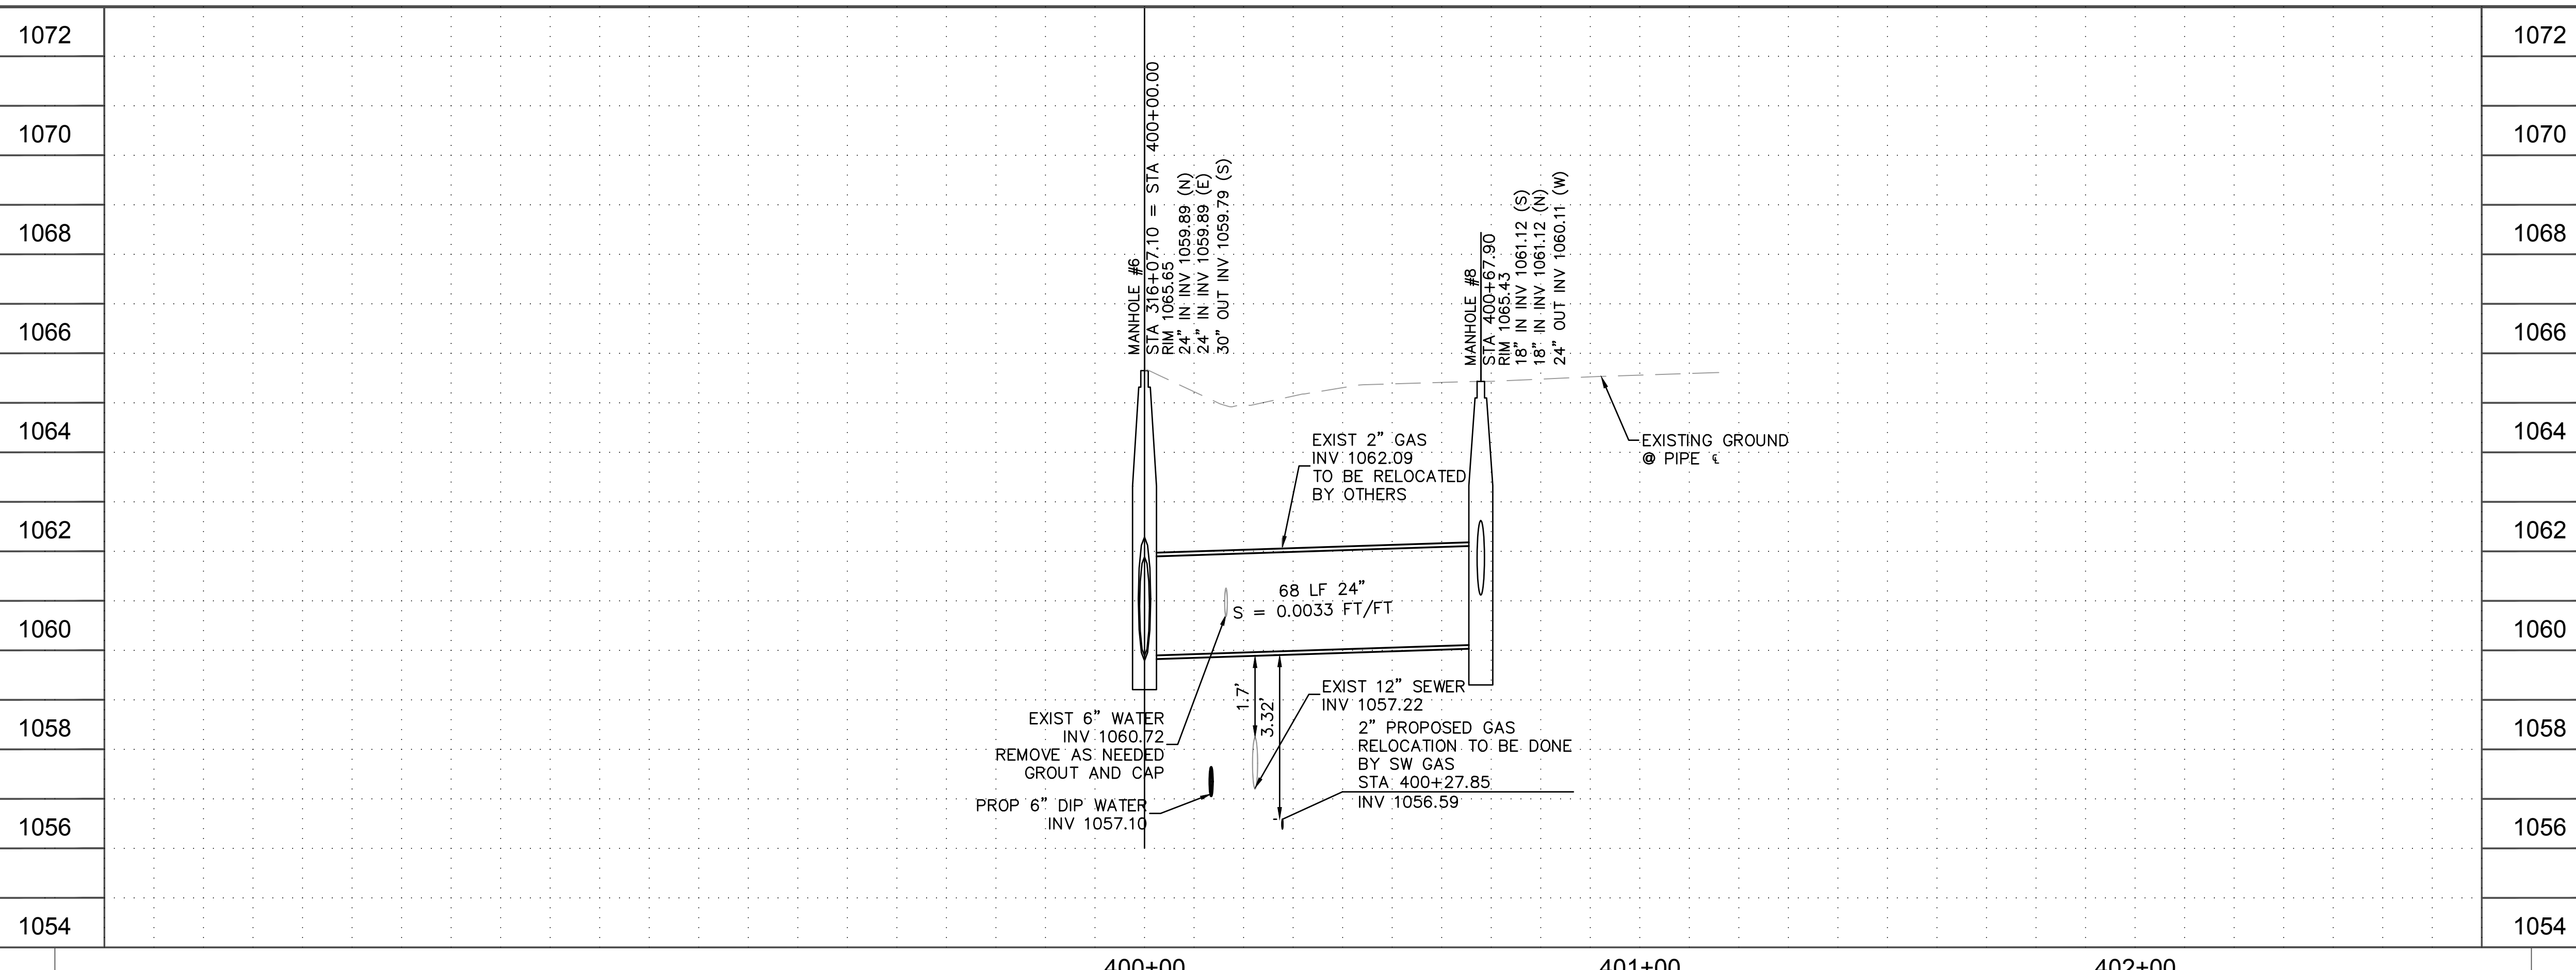 1072
1070
1068
1066
1064
1062
1060
1058
1056
1054
MANHOLE #6
STA 316+07.10 = STA 400+00.00
RIM 1065.65
24" IN INV 1059.89 (N)
24" IN INV 1059.89 (E)
30" OUT INV 1059.79 (S)
MANHOLE #8
STA 400+67.90
RIM 1065.43
18" IN INV 1061.12 (S)
18" IN INV 1061.12 (N)
24" OUT INV 1060.11 (W)
EXIST 2" GAS
INV 1062.09
TO BE RELOCATED
BY OTHERS
EXISTING GROUND
@ PIPE ℄
68 LF 24"
S = 0.0033 FT/FT
1.7'
3.32'
EXIST 6" WATER
INV 1060.72
REMOVE AS NEEDED
GROUT AND CAP
PROP 6" DIP WATER
INV 1057.10
EXIST 12" SEWER
INV 1057.22
2" PROPOSED GAS
RELOCATION TO BE DONE
BY SW GAS
STA 400+27.85
INV 1056.59
1072
1070
1068
1066
1064
1062
1060
1058
1056
1054
400+00
401+00
402+00